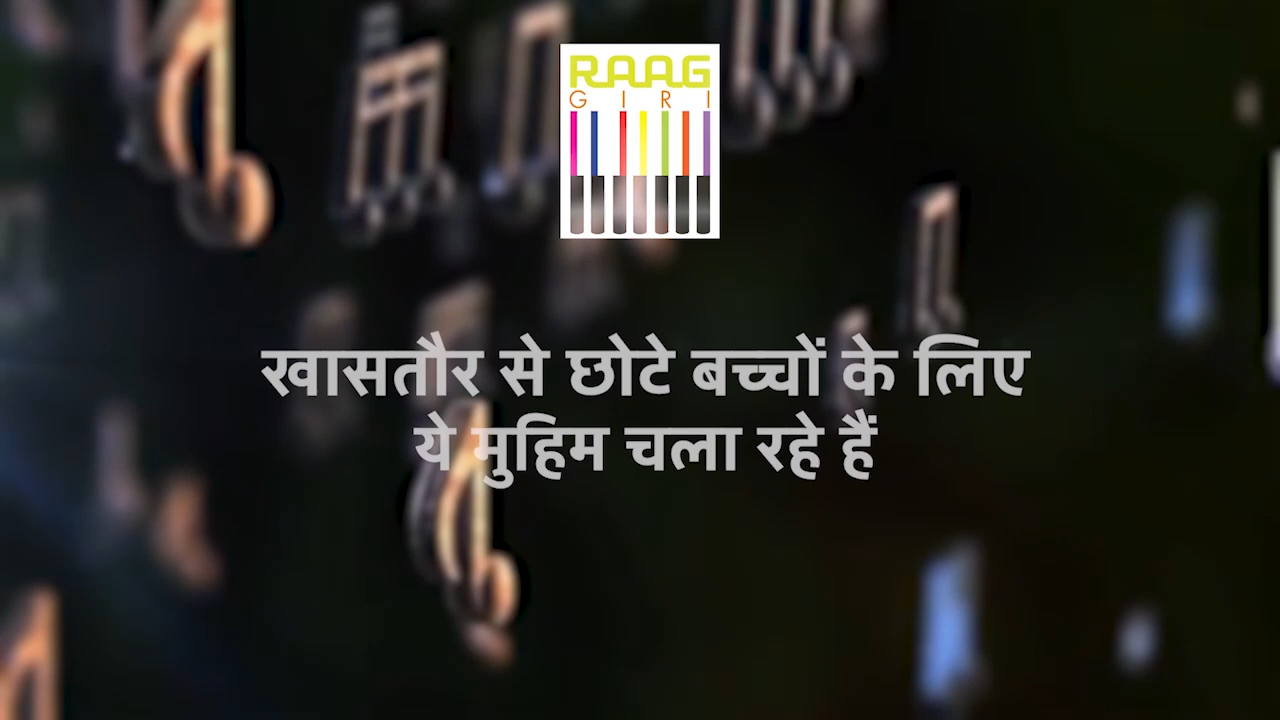 RAAG
GIRI
खासतौर से छोटे बच्चों के लिए
ये मुहिम चला रहे हैं